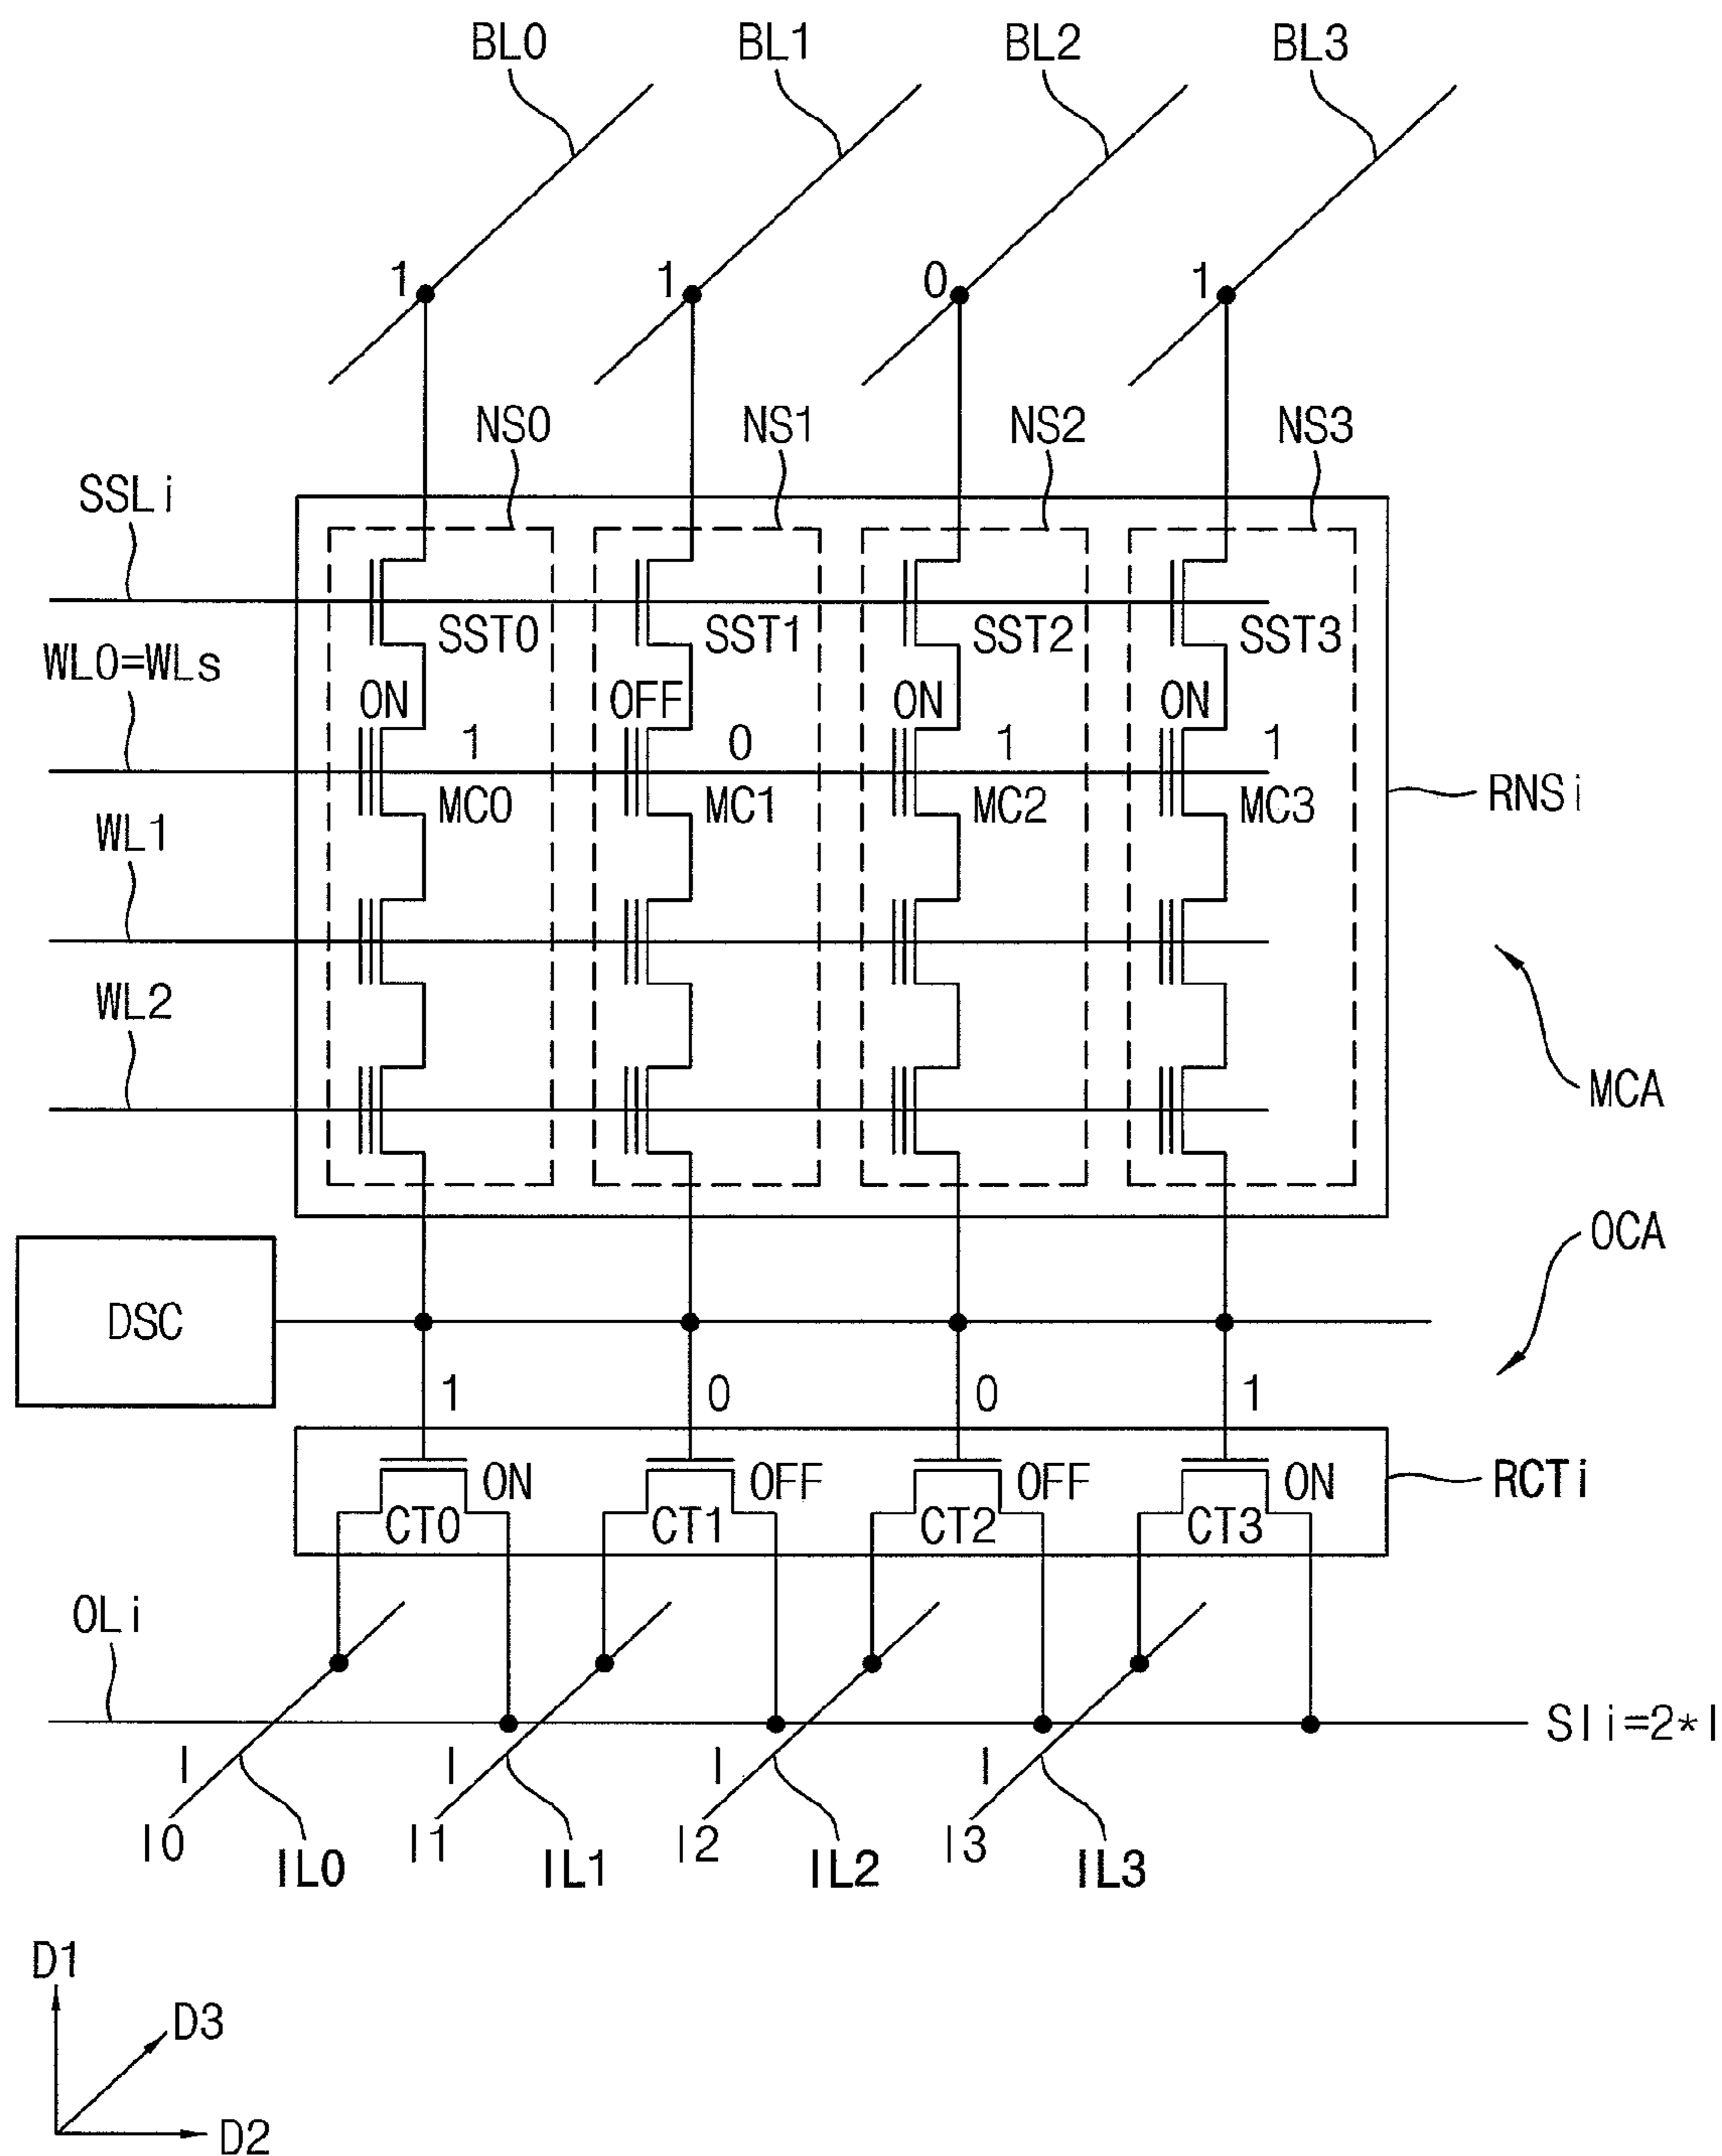 BL0 BL1 BL2 BL3
1 1 0 1
NS0 NS1 NS2 NS3
SSLi
SST0 SST1 SST2 SST3
WL0=WLs
ON OFF ON ON
1 0 1 1
MC0 MC1 MC2 MC3
RNSi
WL1
WL2
MCA
OCA
DSC
1 0 0 1
ON OFF OFF ON
RCTi
CT0 CT1 CT2 CT3
OLi
SIi=2*I
I I I I
I0 I1 I2 I3
IL0 IL1 IL2 IL3
D1
D3
D2